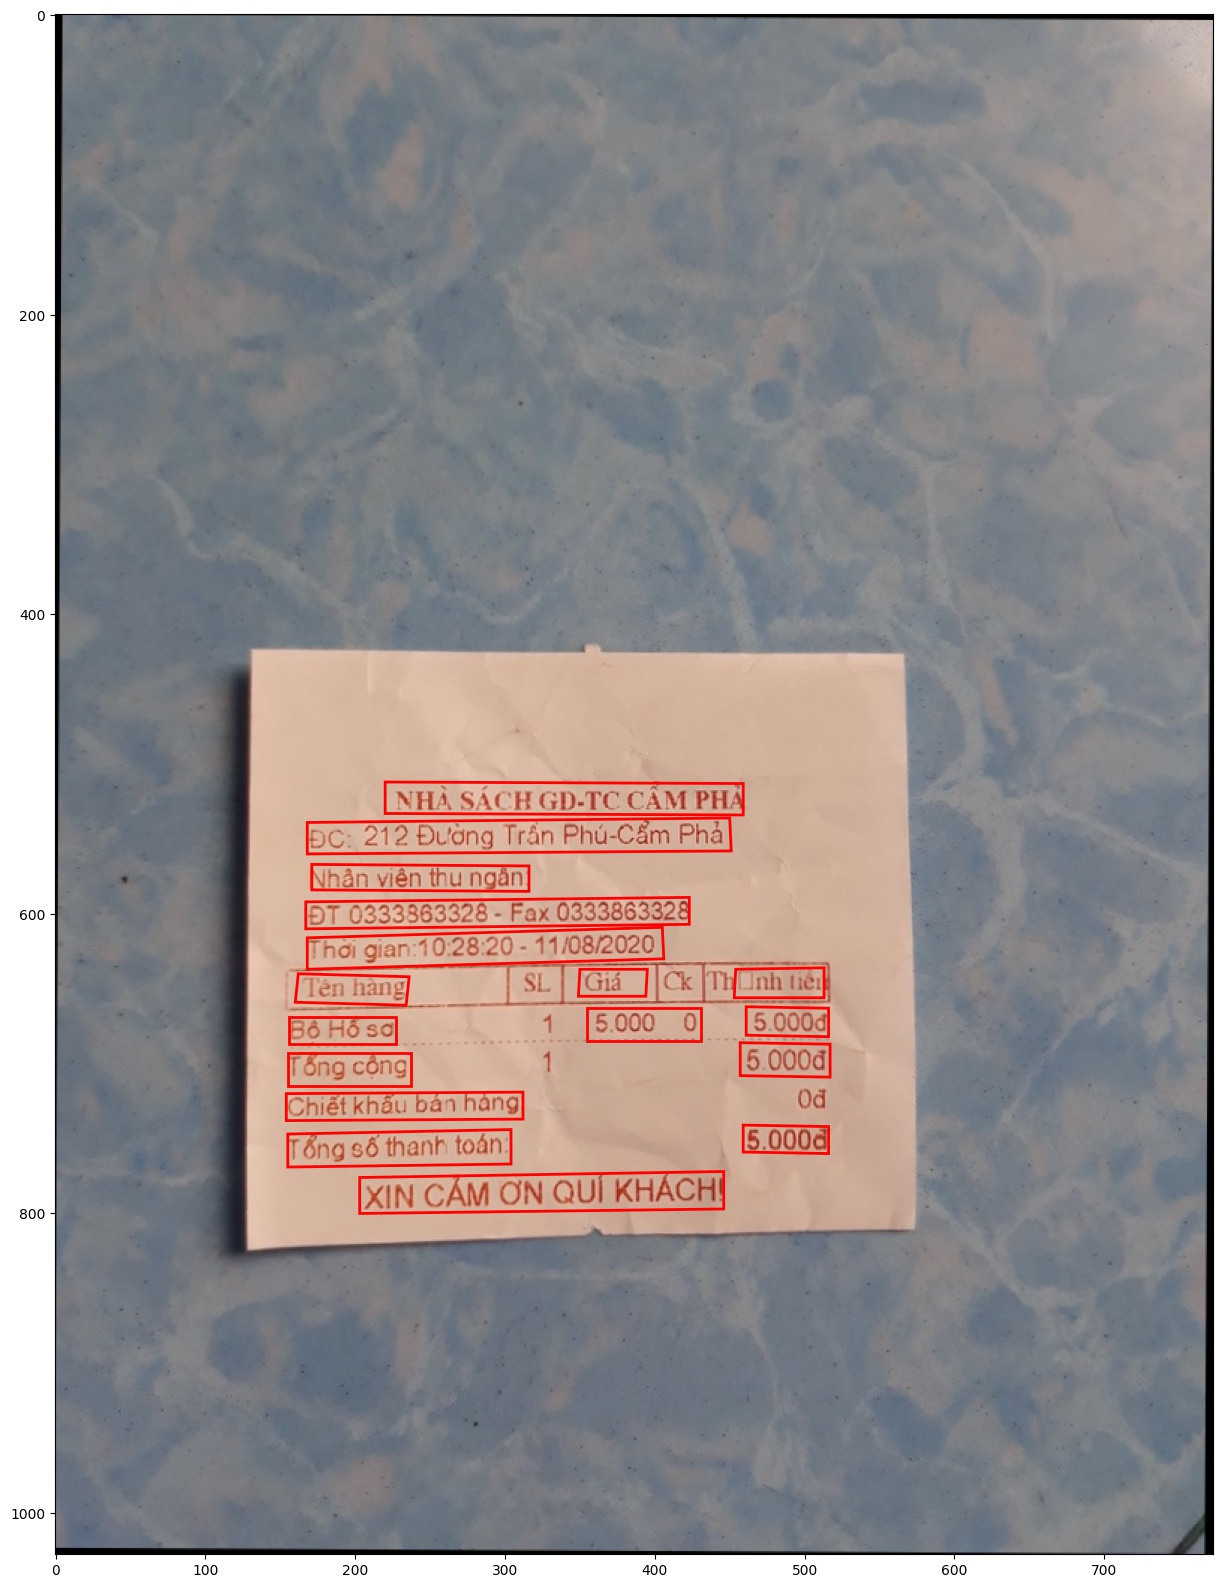 NHÀ SÁCH GD-TC CẨM PHẢ
ĐC: 212 Đường Trần Phú-Cẩm Phả
Nhân viên thu ngân:
ĐT 0333863328 - Fax 0333863328
Thời gian:10:28:20 - 11/08/2020
Tên hàng SL Giá Ck Th□nh tiền
Bộ Hồ sơ 1 5.000 0 5.000đ
Tổng cộng 1 5.000đ
Chiết khấu bán hàng 0đ
Tổng số thanh toán: 5.000đ
XIN CẢM ƠN QUÍ KHÁCH!
0
200
400
600
800
1000
0 100 200 300 400 500 600 700